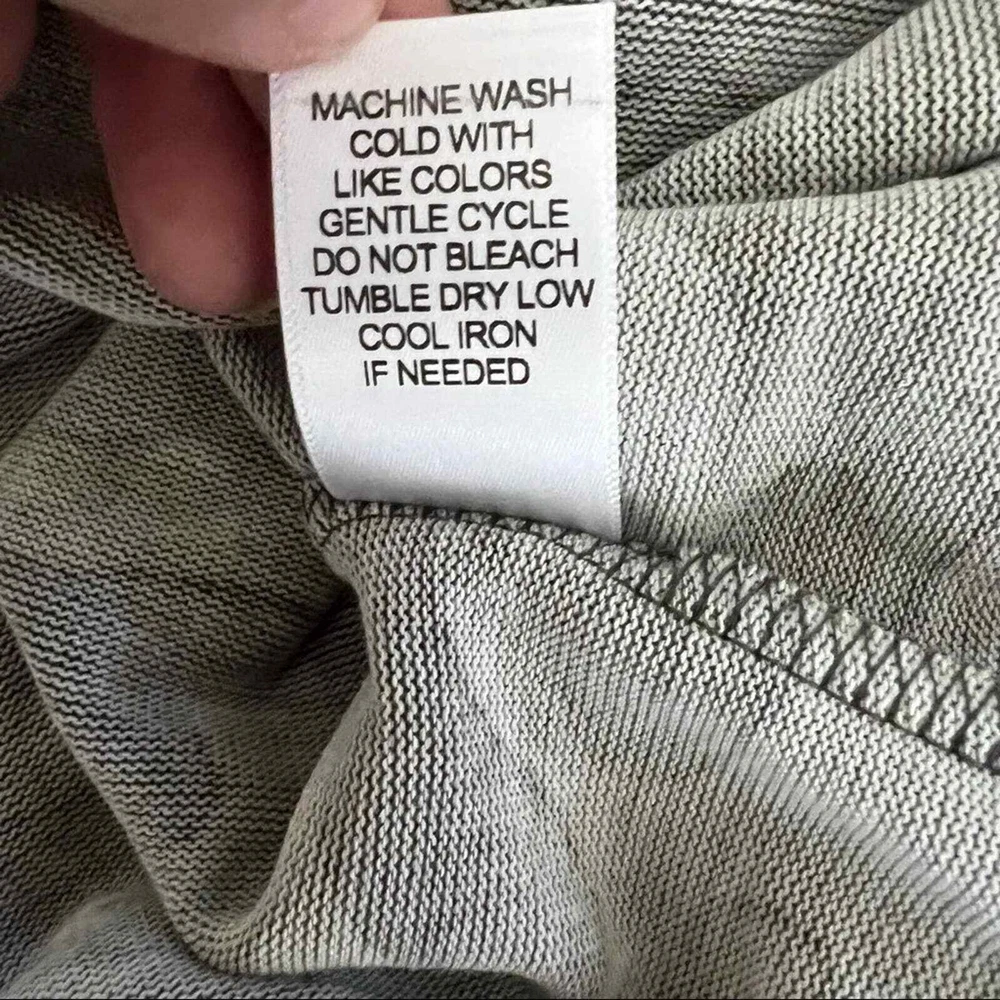 MACHINE WASH
COLD WITH
LIKE COLORS
GENTLE CYCLE
DO NOT BLEACH
TUMBLE DRY LOW
COOL IRON
IF NEEDED